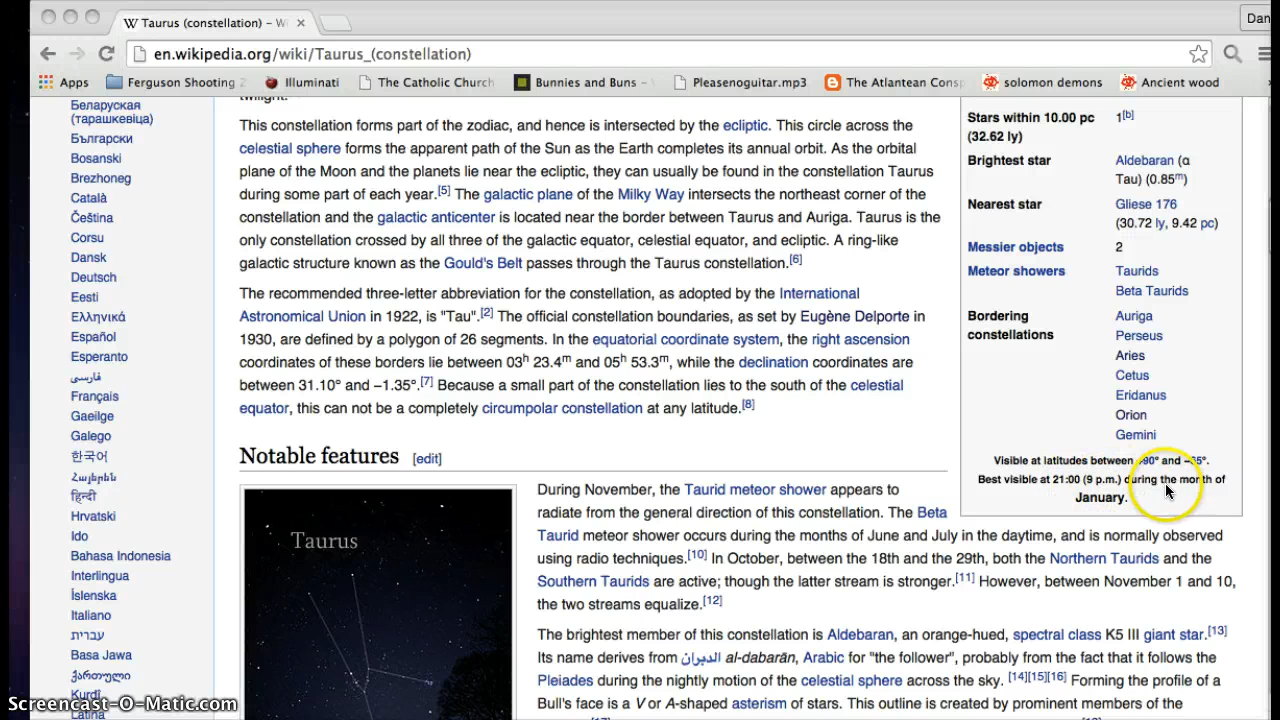 Taurus (constellation) – W
Dan
en.wikipedia.org/wiki/Taurus_(constellation)
Apps Ferguson Shooting The Catholic Church Bunnies and Buns – Pleasenoguitar.mp3 The Atlantean Consp solomon demons Ancient wood
Illuminati
Беларуская
(тарашкевіца)
Български
Bosanski
Brezhoneg
Català
Čeština
Corsu
Dansk
Deutsch
Eesti
Ελληνικά
Español
Esperanto
فارسی
Français
Gaeilge
Galego
한국어
Հայերեն
हिन्दी
Hrvatski
Ido
Bahasa Indonesia
Interlingua
Íslenska
Italiano
עברית
Basa Jawa
ქართული
Kurdî
Latina
twilight.
This constellation forms part of the zodiac, and hence is intersected by the ecliptic. This circle across the
celestial sphere forms the apparent path of the Sun as the Earth completes its annual orbit. As the orbital
plane of the Moon and the planets lie near the ecliptic, they can usually be found in the constellation Taurus
during some part of each year.[5] The galactic plane of the Milky Way intersects the northeast corner of the
constellation and the galactic anticenter is located near the border between Taurus and Auriga. Taurus is the
only constellation crossed by all three of the galactic equator, celestial equator, and ecliptic. A ring-like
galactic structure known as the Gould's Belt passes through the Taurus constellation.[6]
The recommended three-letter abbreviation for the constellation, as adopted by the International
Astronomical Union in 1922, is "Tau".[2] The official constellation boundaries, as set by Eugène Delporte in
1930, are defined by a polygon of 26 segments. In the equatorial coordinate system, the right ascension
coordinates of these borders lie between 03h 23.4m and 05h 53.3m, while the declination coordinates are
between 31.10° and −1.35°.[7] Because a small part of the constellation lies to the south of the celestial
equator, this can not be a completely circumpolar constellation at any latitude.[8]
Notable features [edit]
Taurus
During November, the Taurid meteor shower appears to
radiate from the general direction of this constellation. The Beta
Taurid meteor shower occurs during the months of June and July in the daytime, and is normally observed
using radio techniques.[10] In October, between the 18th and the 29th, both the Northern Taurids and the
Southern Taurids are active; though the latter stream is stronger.[11] However, between November 1 and 10,
the two streams equalize.[12]
The brightest member of this constellation is Aldebaran, an orange-hued, spectral class K5 III giant star.[13]
Its name derives from الدبران al-dabarān, Arabic for "the follower", probably from the fact that it follows the
Pleiades during the nightly motion of the celestial sphere across the sky. [14][15][16] Forming the profile of a
Bull's face is a V or A-shaped asterism of stars. This outline is created by prominent members of the
Stars within 10.00 pc 1[b]
(32.62 ly)
Brightest star Aldebaran (α
Tau) (0.85m)
Nearest star Gliese 176
(30.72 ly, 9.42 pc)
Messier objects 2
Meteor showers Taurids
Beta Taurids
Bordering Auriga
constellations Perseus
Aries
Cetus
Eridanus
Orion
Gemini
Visible at latitudes between +90° and −65°.
Best visible at 21:00 (9 p.m.) during the month of
January.
Screencast-O-Matic.com